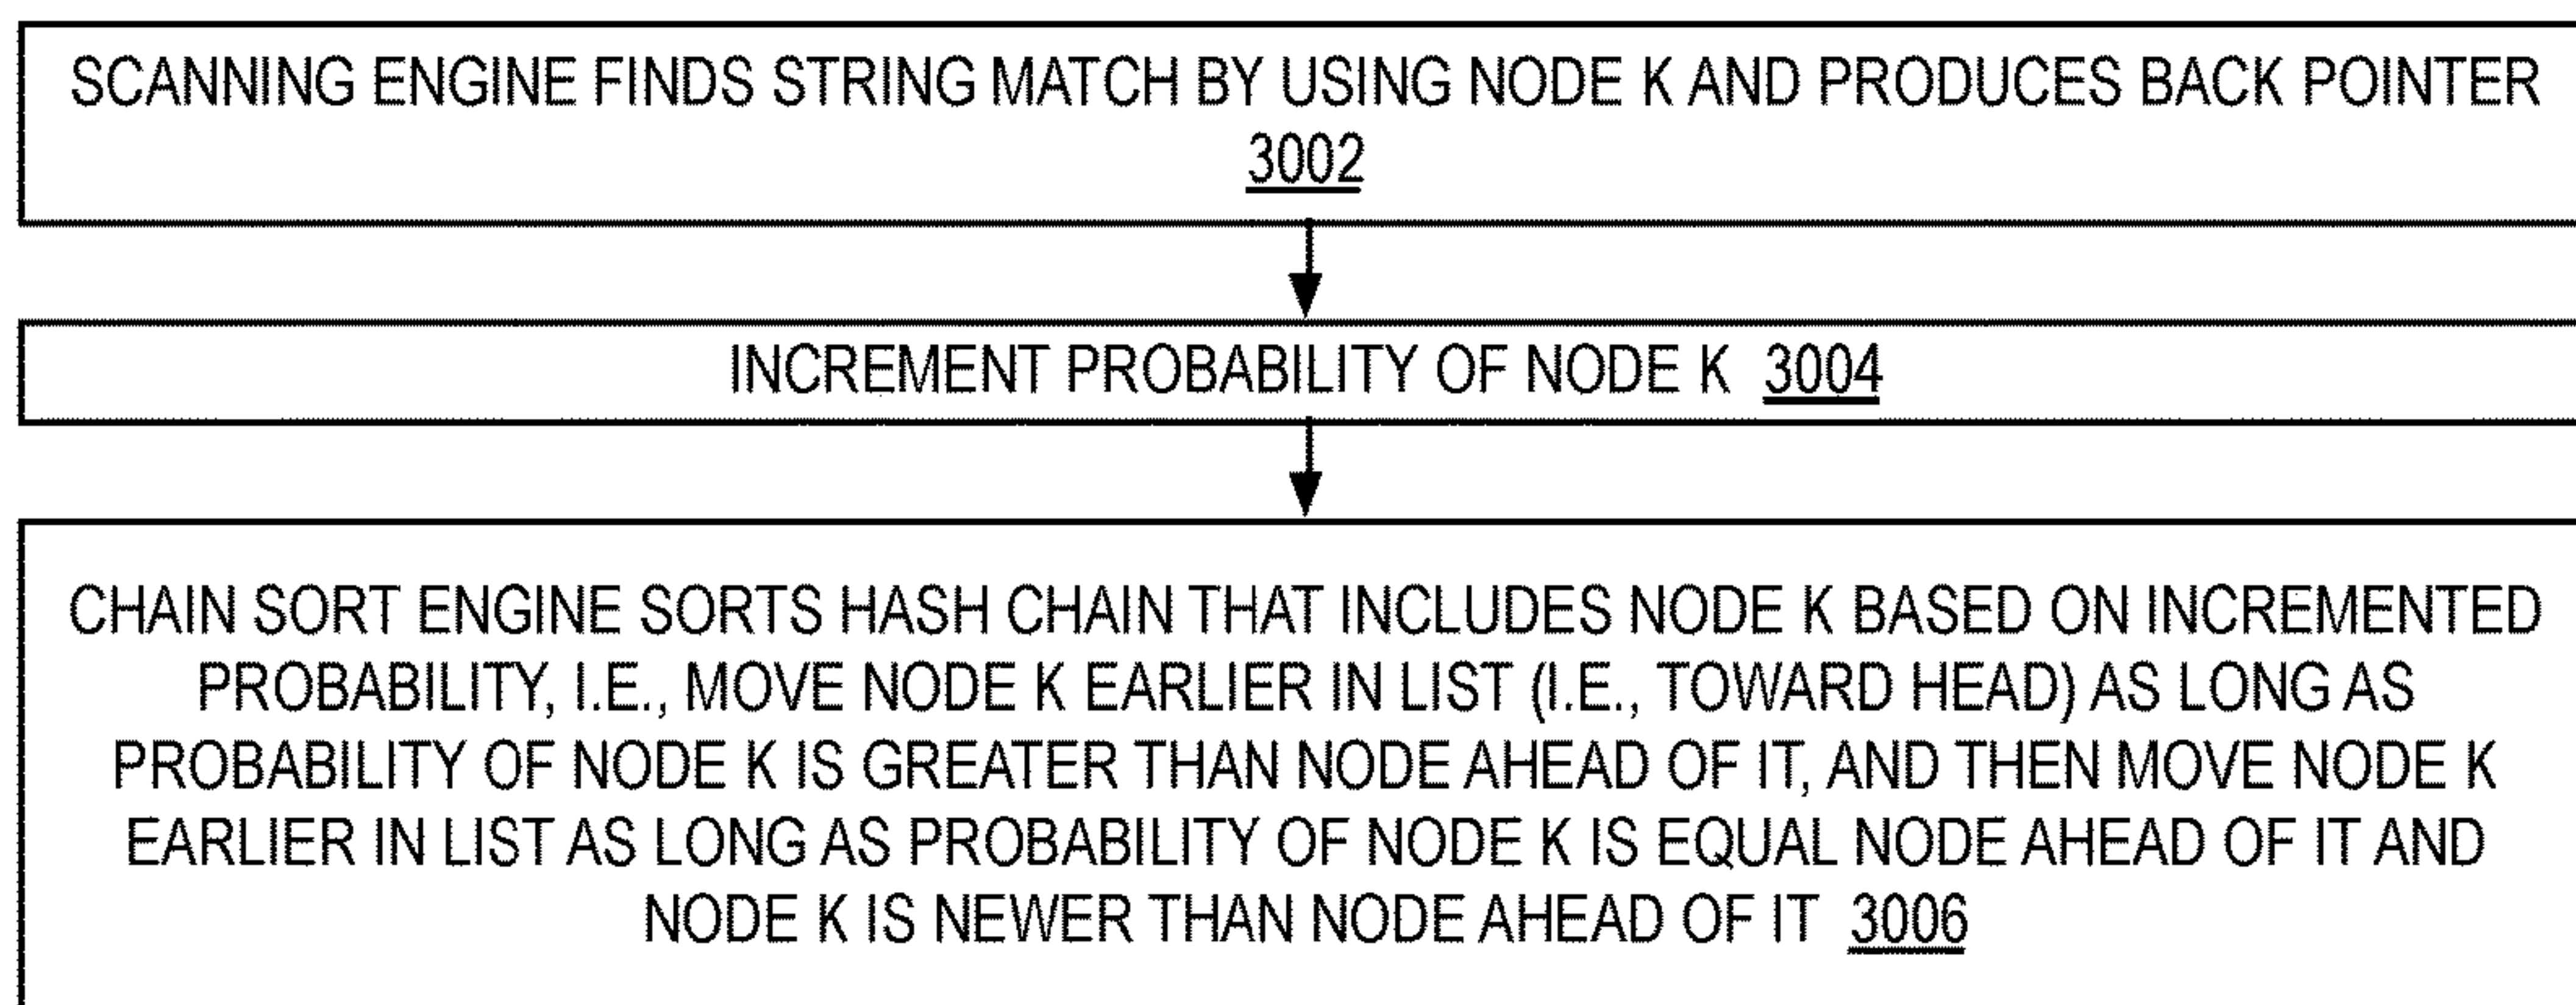 SCANNING ENGINE FINDS STRING MATCH BY USING NODE K AND PRODUCES BACK POINTER
3002
INCREMENT PROBABILITY OF NODE K 3004
CHAIN SORT ENGINE SORTS HASH CHAIN THAT INCLUDES NODE K BASED ON INCREMENTED
PROBABILITY, I.E., MOVE NODE K EARLIER IN LIST (I.E., TOWARD HEAD) AS LONG AS
PROBABILITY OF NODE K IS GREATER THAN NODE AHEAD OF IT, AND THEN MOVE NODE K
EARLIER IN LIST AS LONG AS PROBABILITY OF NODE K IS EQUAL NODE AHEAD OF IT AND
NODE K IS NEWER THAN NODE AHEAD OF IT 3006